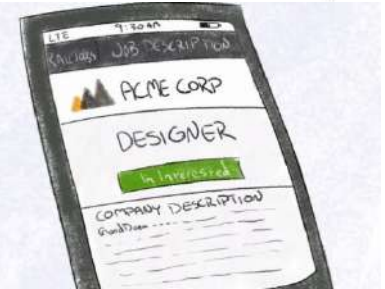 LTE 9:30 AM
JOB DESCRIPTION
ACME CORP
DESIGNER
I'm Interested
COMPANY DESCRIPTION